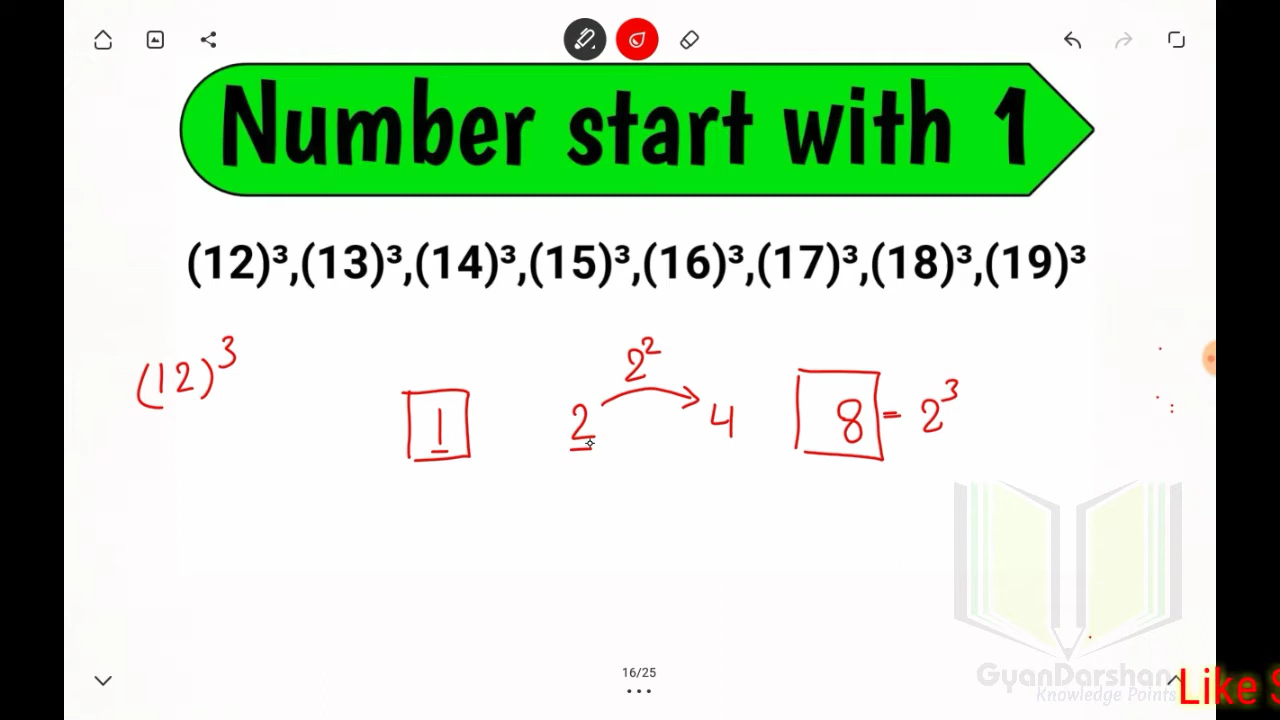 Number start with 1
(12)³,(13)³,(14)³,(15)³,(16)³,(17)³,(18)³,(19)³
(12)³
2²
1 2 4 8 = 2³
GyanDarshan
Knowledge Points
Like S
16/25